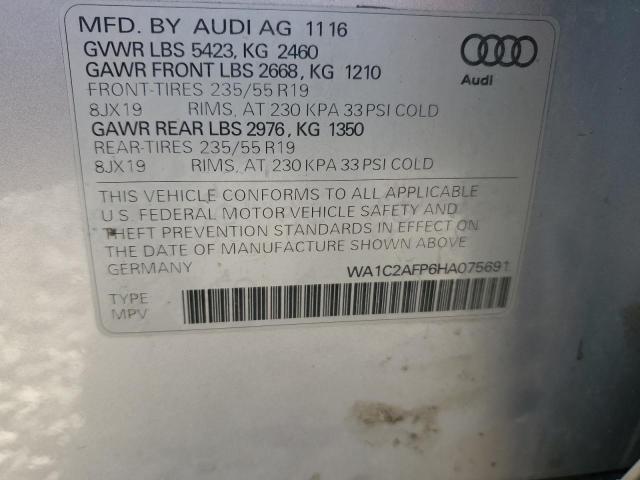 MFD. BY AUDI AG 11 16
GVWR LBS 5423, KG 2460
GAWR FRONT LBS 2668, KG 1210
FRONT-TIRES 235/55 R19
8JX19 RIMS, AT 230 KPA 33 PSI COLD
GAWR REAR LBS 2976, KG 1350
REAR-TIRES 235/55 R19
8JX19 RIMS, AT 230 KPA 33 PSI COLD
Audi
THIS VEHICLE CONFORMS TO ALL APPLICABLE
U.S. FEDERAL MOTOR VEHICLE SAFETY AND
THEFT PREVENTION STANDARDS IN EFFECT ON
THE DATE OF MANUFACTURE SHOWN ABOVE.
GERMANY WA1C2AFP6HA075691
TYPE
MPV